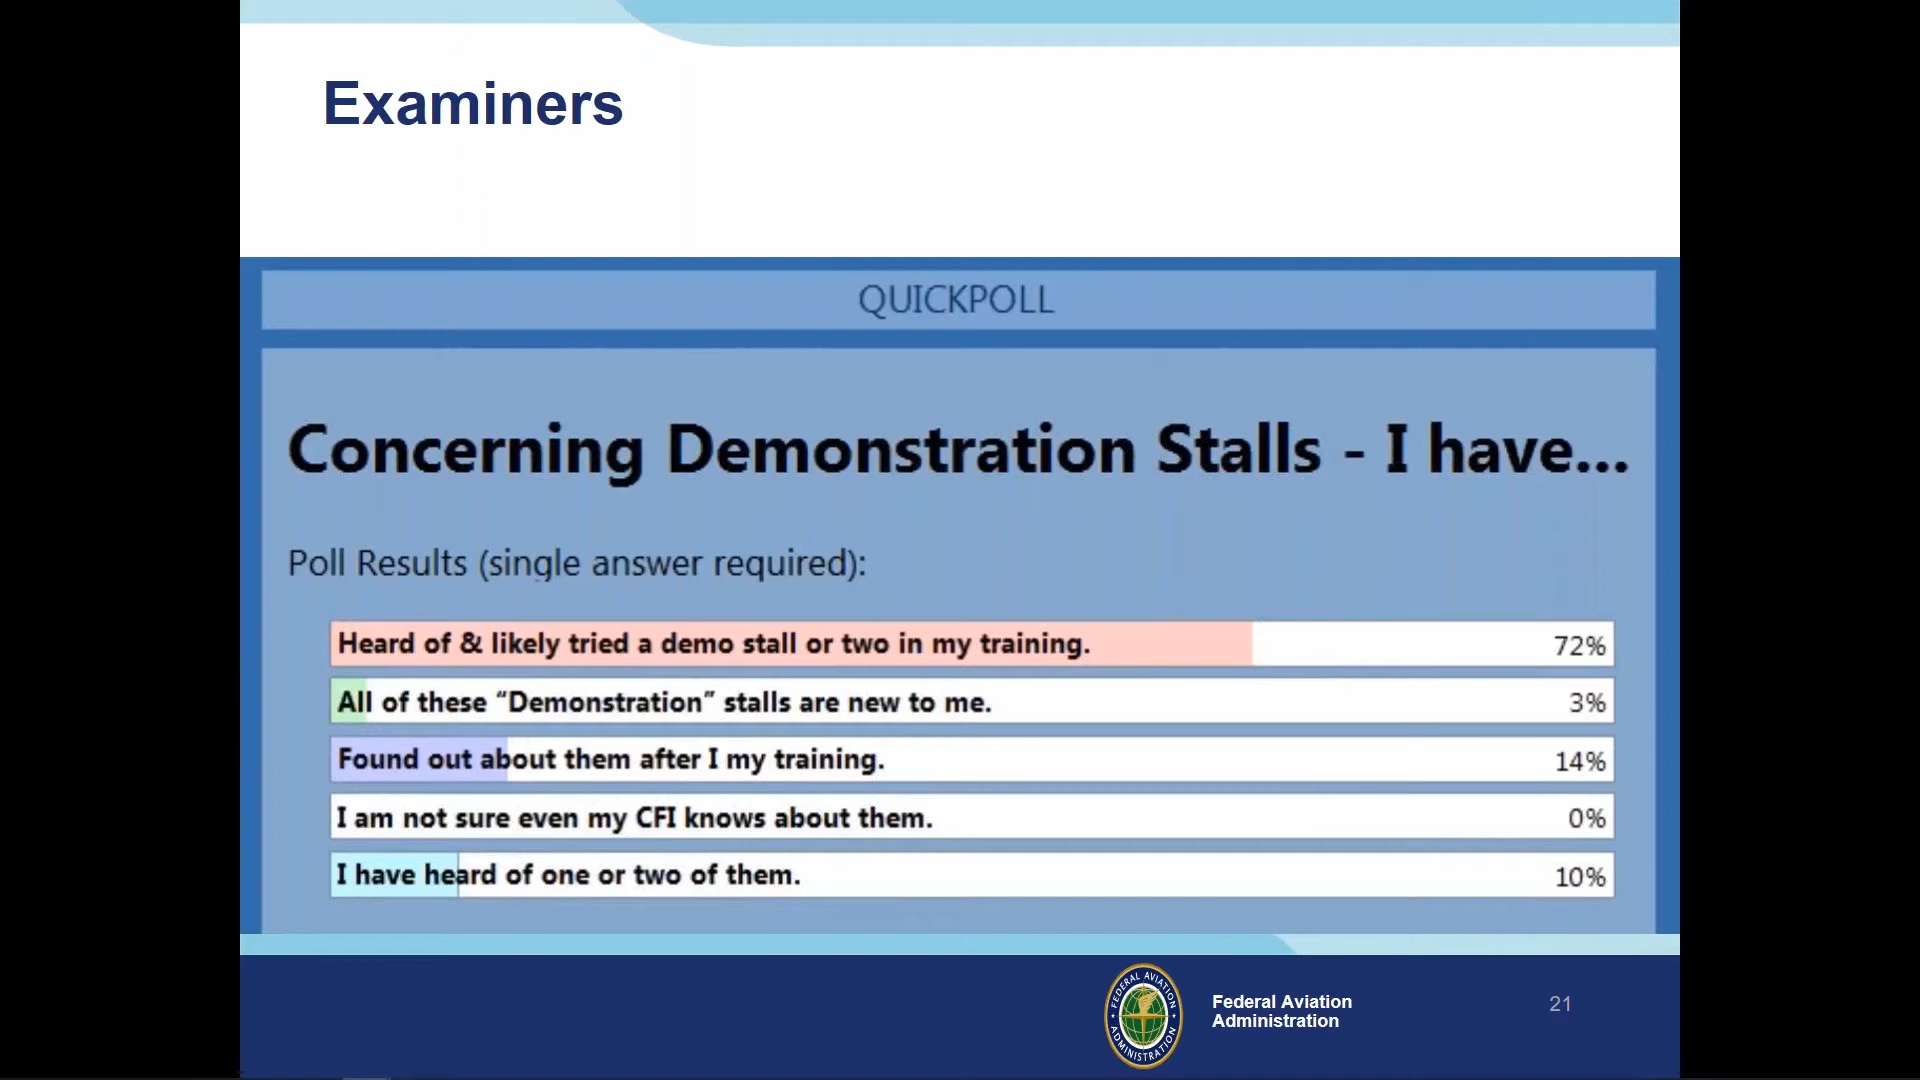 Examiners
QUICKPOLL
Concerning Demonstration Stalls - I have...
Poll Results (single answer required):
Heard of & likely tried a demo stall or two in my training. 72%
All of these “Demonstration” stalls are new to me. 3%
Found out about them after I my training. 14%
I am not sure even my CFI knows about them. 0%
I have heard of one or two of them. 10%
FEDERAL AVIATION ADMINISTRATION
Federal Aviation
Administration
21